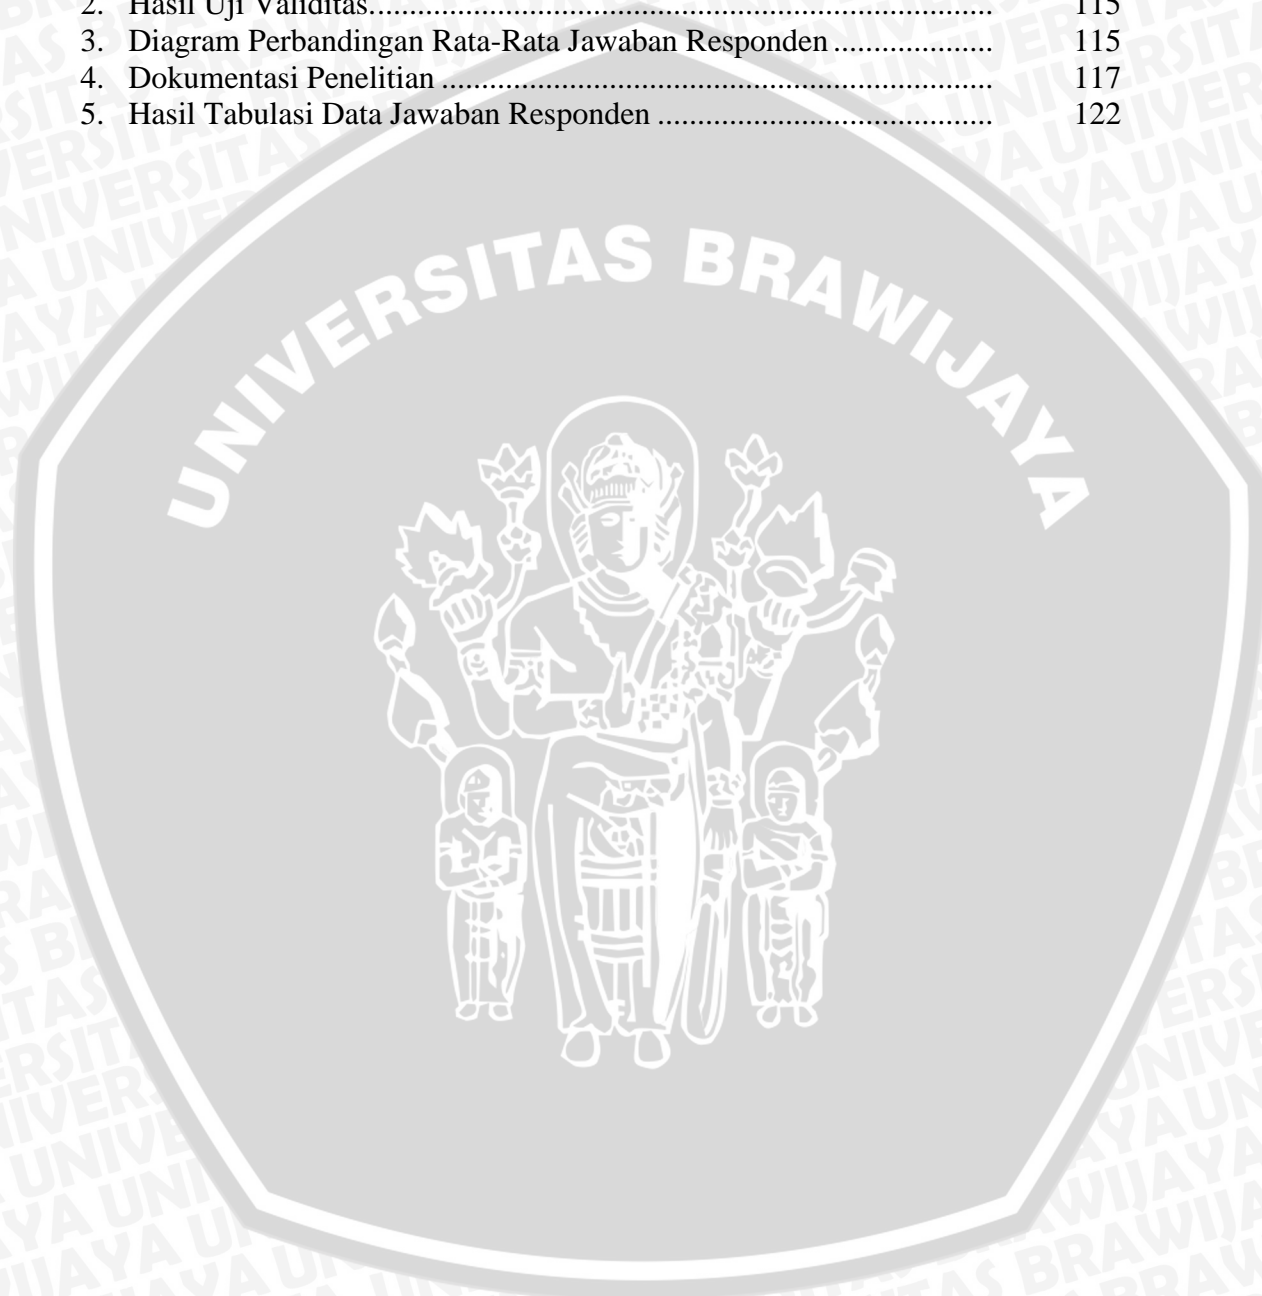 2. Hasil Uji Validitas.............................................................................. 115
3. Diagram Perbandingan Rata-Rata Jawaban Responden .................... 115
4. Dokumentasi Penelitian ..................................................................... 117
5. Hasil Tabulasi Data Jawaban Responden .......................................... 122
UNIVERSITAS BRAWIJAYA